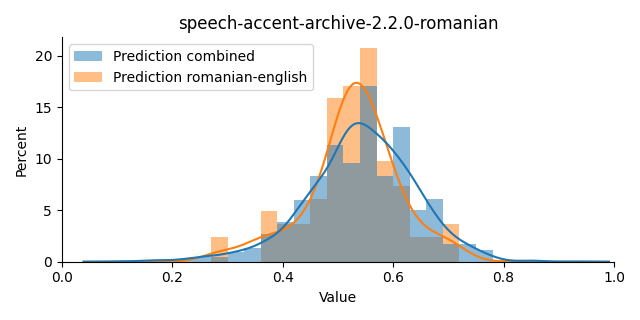 speech-accent-archive-2.2.0-romanian
Prediction combined
Prediction romanian-english
Percent
20
15
10
5
0
0.0 0.2 0.4 0.6 0.8 1.0
Value